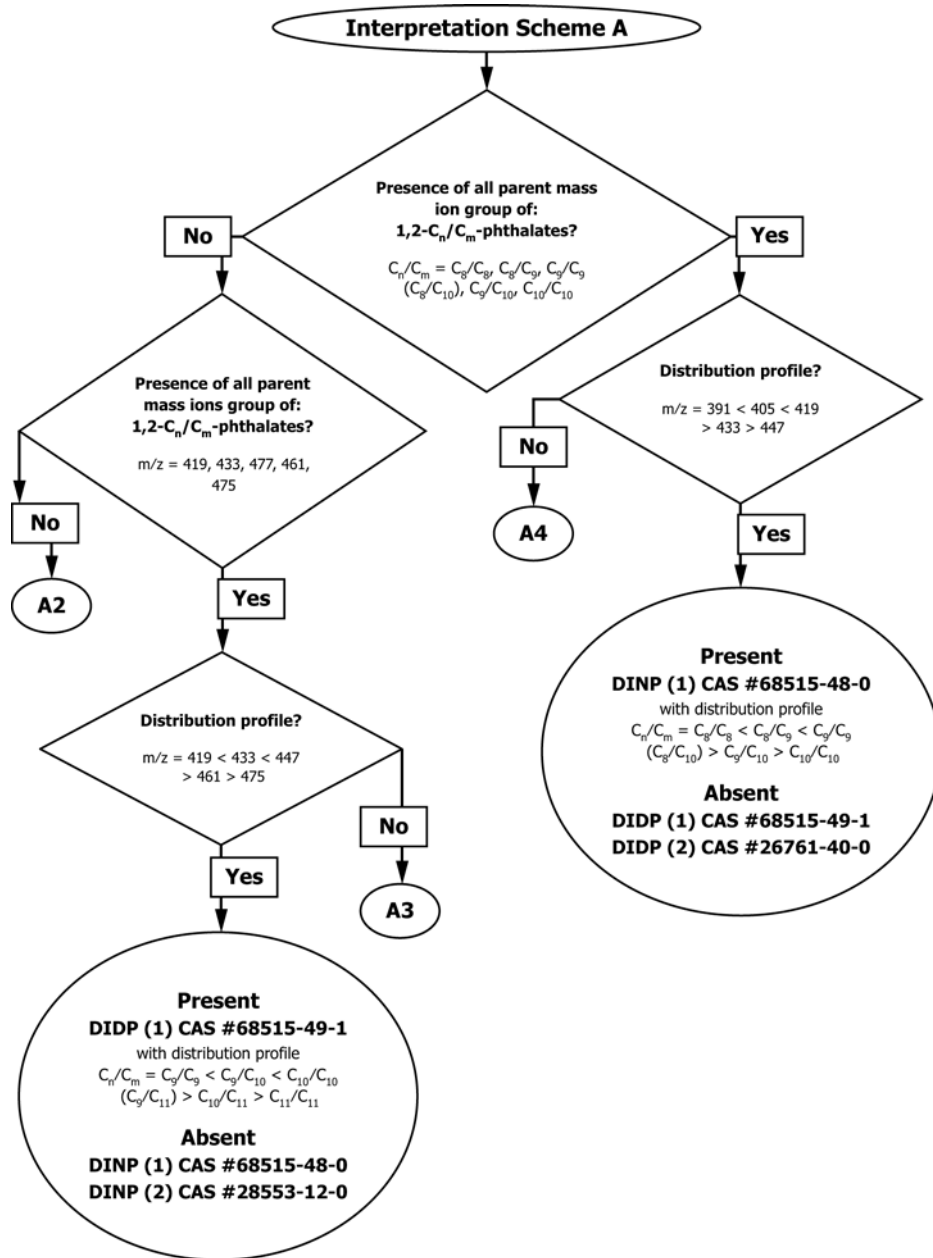 Interpretation Scheme A
Presence of all parent mass
ion group of:
1,2-Cₙ/Cₘ-phthalates?
Cₙ/Cₘ = C₈/C₈, C₈/C₉, C₉/C₉
(C₈/C₁₀), C₉/C₁₀, C₁₀/C₁₀
No
Yes
Presence of all parent
mass ions group of:
1,2-Cₙ/Cₘ-phthalates?
m/z = 419, 433, 477, 461,
475
Distribution profile?
m/z = 391 < 405 < 419
> 433 > 447
No
A2
Yes
No
A4
Yes
Distribution profile?
m/z = 419 < 433 < 447
> 461 > 475
No
A3
Yes
Present
DINP (1) CAS #68515-48-0
with distribution profile
Cₙ/Cₘ = C₈/C₈ < C₈/C₉ < C₉/C₉
(C₈/C₁₀) > C₉/C₁₀ > C₁₀/C₁₀
Absent
DIDP (1) CAS #68515-49-1
DIDP (2) CAS #26761-40-0
Present
DIDP (1) CAS #68515-49-1
with distribution profile
Cₙ/Cₘ = C₉/C₉ < C₉/C₁₀ < C₁₀/C₁₀
(C₉/C₁₁) > C₁₀/C₁₁ > C₁₁/C₁₁
Absent
DINP (1) CAS #68515-48-0
DINP (2) CAS #28553-12-0